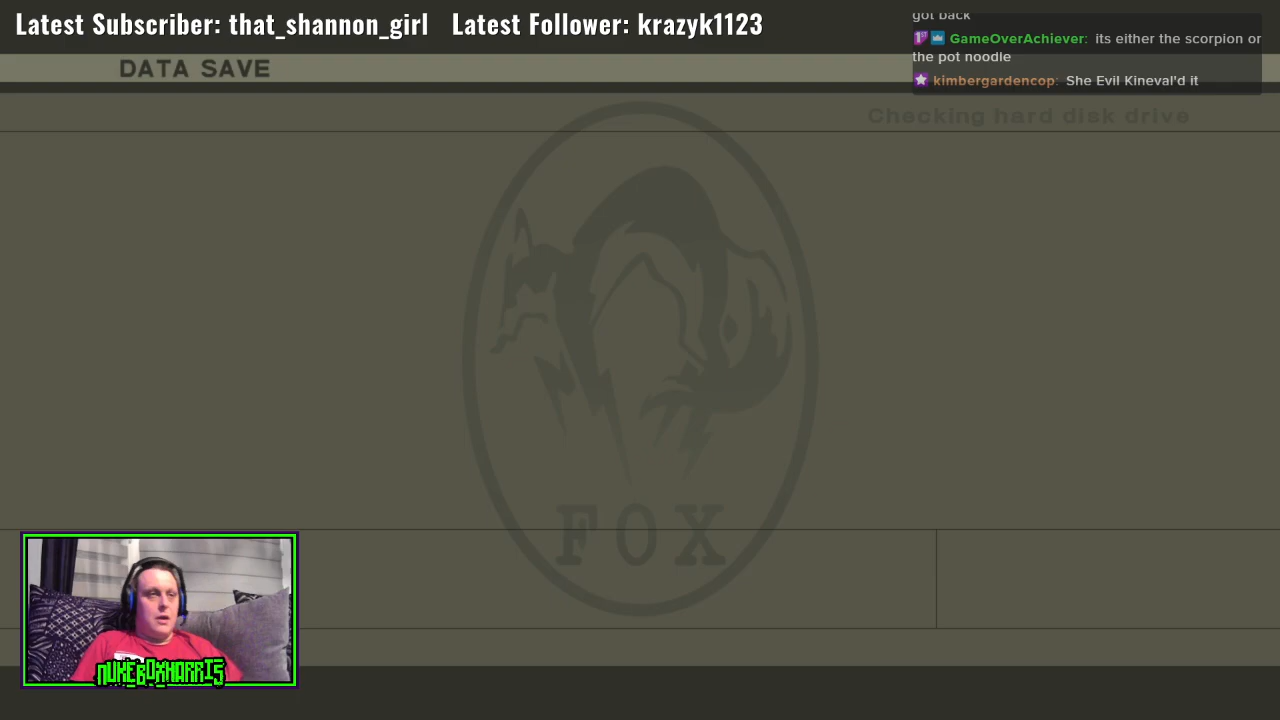 Latest Subscriber: that_shannon_girl Latest Follower: krazyk1123
got back
GameOverAchiever: its either the scorpion or
the pot noodle
kimbergardencop: She Evil Kineval'd it
DATA SAVE
Checking hard disk drive
FOX
NUKEBOXHARRIS